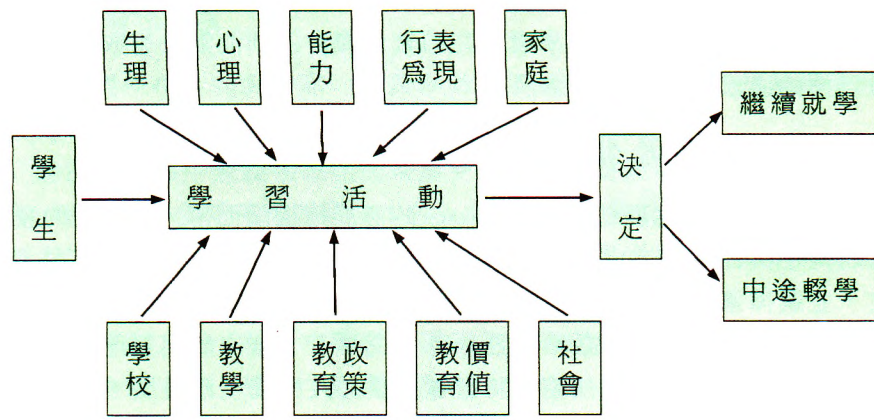 生理
心理
能力
行為表現
家庭
學生
學習活動
決定
繼續就學
中途輟學
學校
教學
教育政策
教育價值
社會